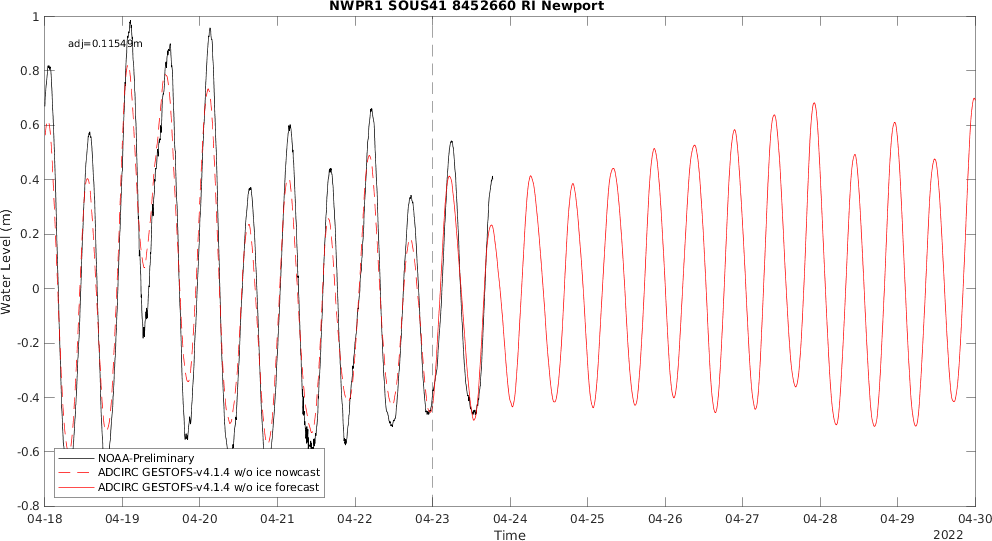 NWPR1 SOUS41 8452660 RI Newport
adj=0.11549m
1
0.8
0.6
0.4
0.2
0
-0.2
-0.4
-0.6
-0.8
Water Level (m)
NOAA-Preliminary
ADCIRC GESTOFS-v4.1.4 w/o ice nowcast
ADCIRC GESTOFS-v4.1.4 w/o ice forecast
04-18 04-19 04-20 04-21 04-22 04-23 04-24 04-25 04-26 04-27 04-28 04-29 04-30
Time
2022